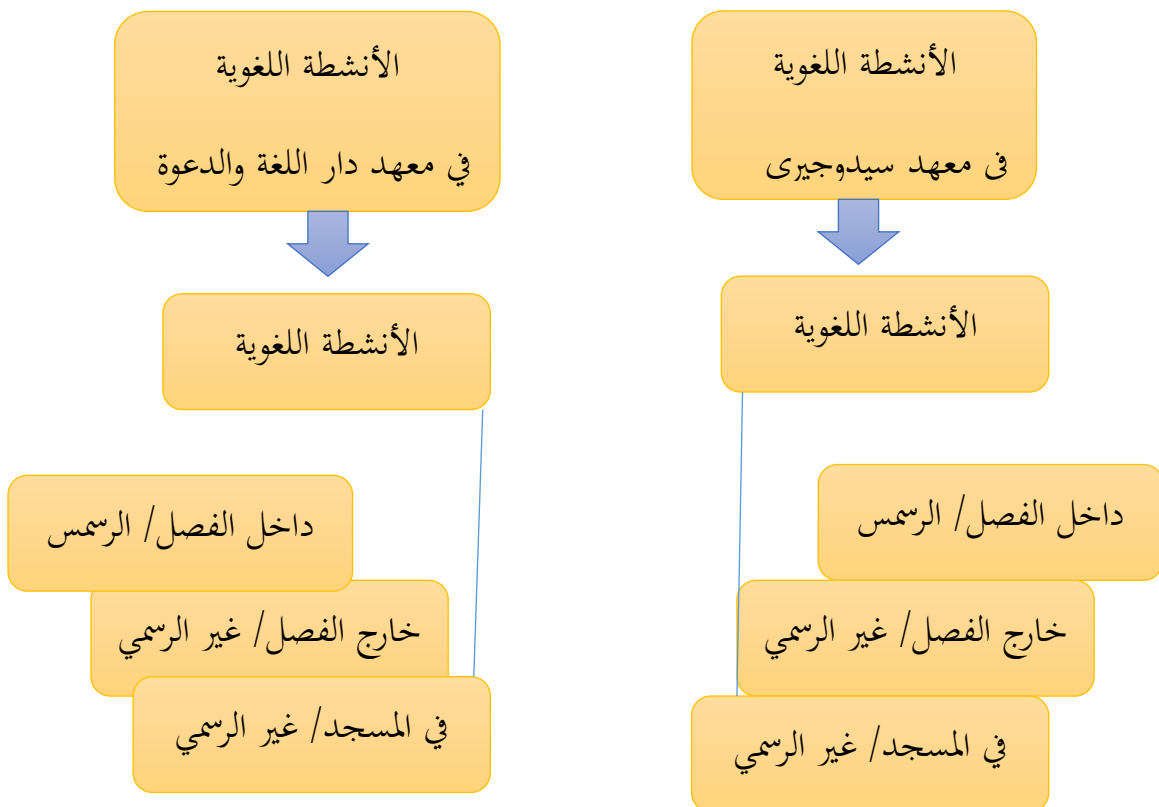 الأنشطة اللغوية
فى معهد سيدوجيرى
الأنشطة اللغوية
داخل الفصل/ الرسمس
خارج الفصل/ غير الرسمي
في المسجد/ غير الرسمي
الأنشطة اللغوية
في معهد دار اللغة والدعوة
الأنشطة اللغوية
داخل الفصل/ الرسمس
خارج الفصل/ غير الرسمي
في المسجد/ غير الرسمي